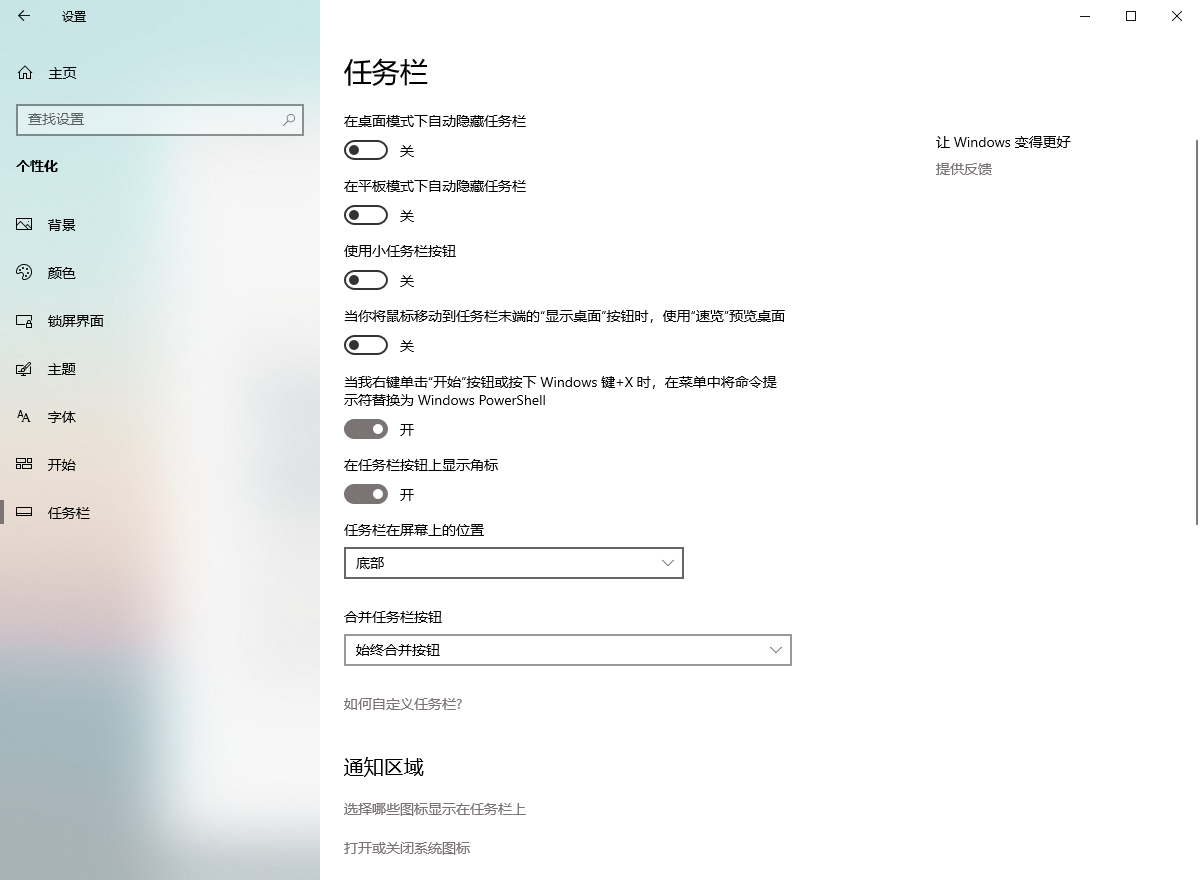 设置
主页
查找设置
个性化
背景
颜色
锁屏界面
主题
字体
开始
任务栏
任务栏
在桌面模式下自动隐藏任务栏
关
在平板模式下自动隐藏任务栏
关
使用小任务栏按钮
关
当你将鼠标移动到任务栏末端的“显示桌面”按钮时，使用“速览”预览桌面
关
当我右键单击“开始”按钮或按下 Windows 键+X 时，在菜单中将命令提
示符替换为 Windows PowerShell
开
在任务栏按钮上显示角标
开
任务栏在屏幕上的位置
底部
合并任务栏按钮
始终合并按钮
如何自定义任务栏?
通知区域
选择哪些图标显示在任务栏上
打开或关闭系统图标
让 Windows 变得更好
提供反馈